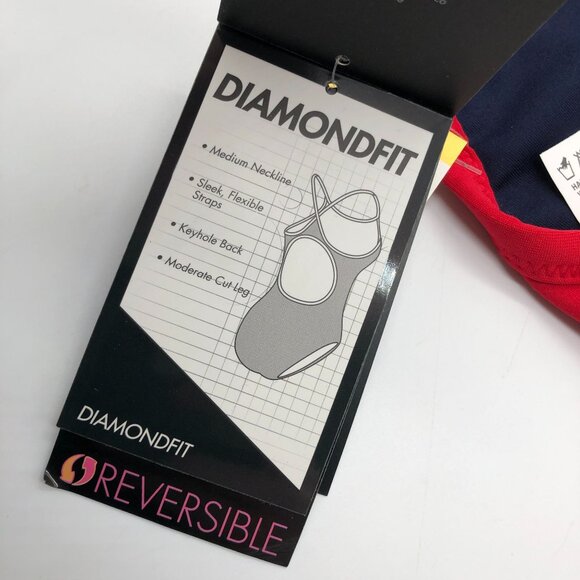 DIAMONDFIT
• Medium Neckline
• Sleek, Flexible
Straps
• Keyhole Back
• Moderate Cut Leg
DIAMONDFIT
REVERSIBLE